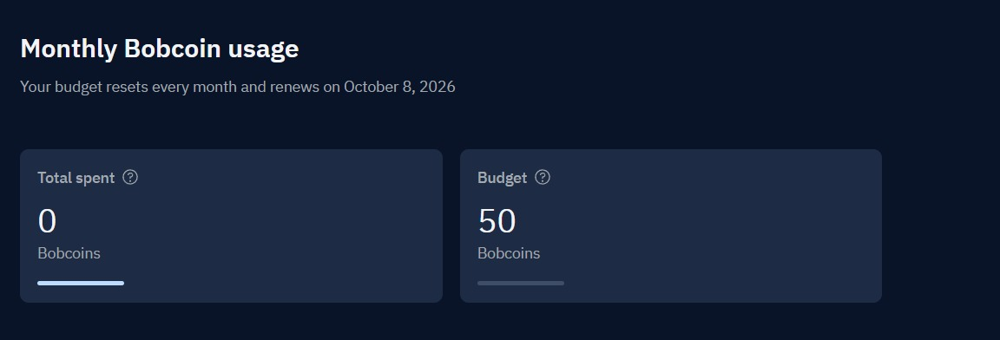 Monthly Bobcoin usage
Your budget resets every month and renews on October 8, 2026
Total spent
0
Bobcoins
Budget
50
Bobcoins